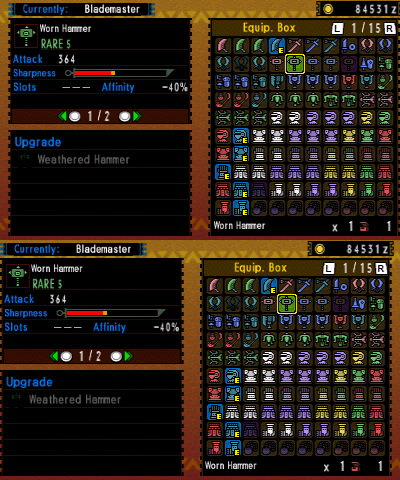 Currently: Blademaster
84531z
Worn Hammer
RARE 5
Equip. Box L 1/15 R
Attack 364
Sharpness
Slots --- Affinity -40%
1/2
Upgrade
Weathered Hammer
Worn Hammer x 1 1
Currently: Blademaster
84531z
Worn Hammer
RARE 5
Equip. Box L 1/15 R
Attack 364
Sharpness
Slots --- Affinity -40%
1/2
Upgrade
Weathered Hammer
Worn Hammer x 1 1